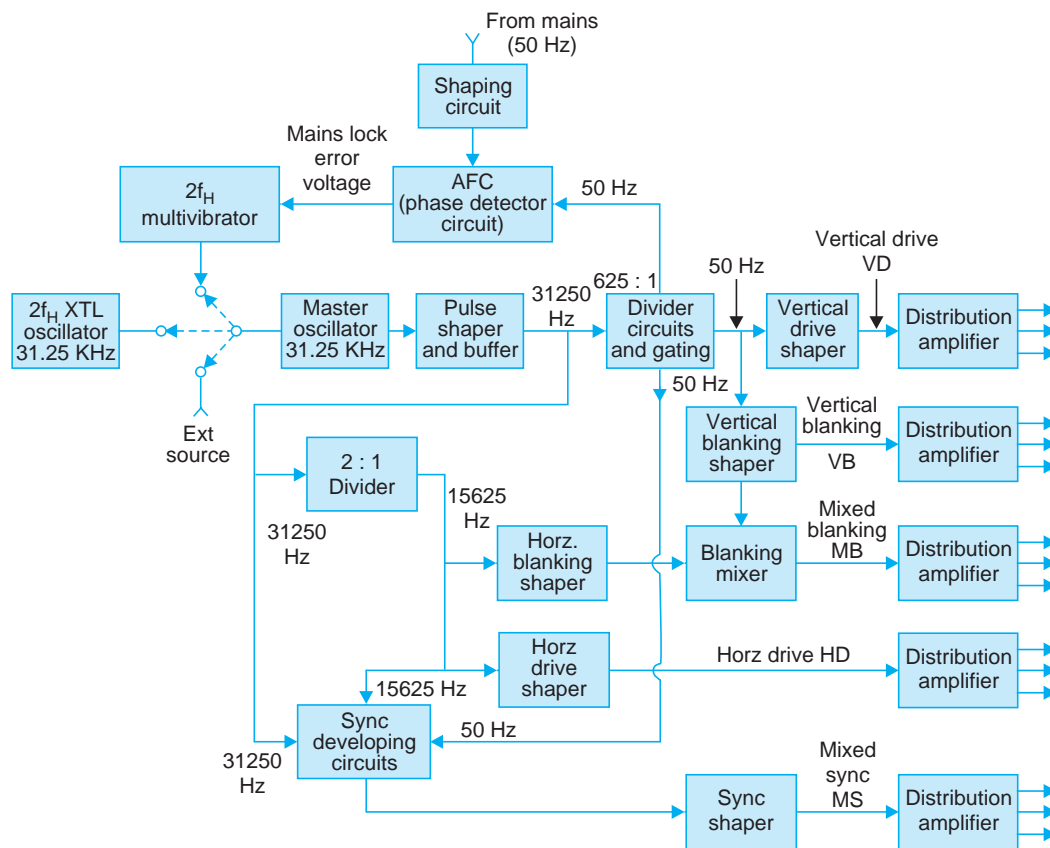 From mains
(50 Hz)
Shaping
circuit
Mains lock
error
voltage
2fH
multivibrator
AFC
(phase detector
circuit)
50 Hz
Vertical drive
VD
50 Hz
625 : 1
31250
Hz
2fH XTL
oscillator
31.25 KHz
Master
oscillator
31.25 KHz
Pulse
shaper
and buffer
Divider
circuits
and gating
Vertical
drive
shaper
Distribution
amplifier
50 Hz
Ext
source
Vertical
blanking
shaper
Vertical
blanking
VB
Distribution
amplifier
2 : 1
Divider
15625
Hz
31250
Hz
Horz.
blanking
shaper
Blanking
mixer
Mixed
blanking
MB
Distribution
amplifier
Horz
drive
shaper
Horz drive HD
Distribution
amplifier
15625 Hz
Sync
developing
circuits
50 Hz
31250
Hz
Sync
shaper
Mixed
sync
MS
Distribution
amplifier